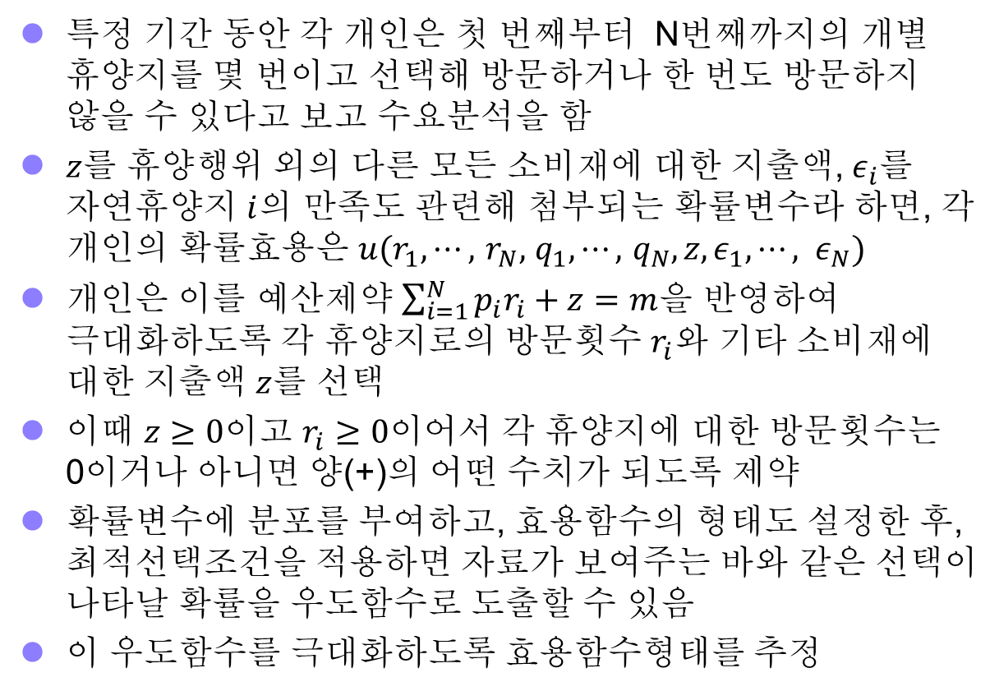 ● 특정 기간 동안 각 개인은 첫 번째부터 N번째까지의 개별
휴양지를 몇 번이고 선택해 방문하거나 한 번도 방문하지
않을 수 있다고 보고 수요분석을 함
● 𝑧를 휴양행위 외의 다른 모든 소비재에 대한 지출액, 𝜖ᵢ를
자연휴양지 𝑖의 만족도 관련해 첨부되는 확률변수라 하면, 각
개인의 확률효용은 𝑢(𝑟₁,⋯, 𝑟_N, 𝑞₁,⋯, 𝑞_N, 𝑧, 𝜖₁,⋯, 𝜖_N)
● 개인은 이를 예산제약 ∑_{i=1}^{N} 𝑝ᵢ𝑟ᵢ + 𝑧 = 𝑚을 반영하여
극대화하도록 각 휴양지로의 방문횟수 𝑟ᵢ와 기타 소비재에
대한 지출액 𝑧를 선택
● 이때 𝑧 ≥ 0이고 𝑟ᵢ ≥ 0이어서 각 휴양지에 대한 방문횟수는
0이거나 아니면 양(+)의 어떤 수치가 되도록 제약
● 확률변수에 분포를 부여하고, 효용함수의 형태도 설정한 후,
최적선택조건을 적용하면 자료가 보여주는 바와 같은 선택이
나타날 확률을 우도함수로 도출할 수 있음
● 이 우도함수를 극대화하도록 효용함수형태를 추정